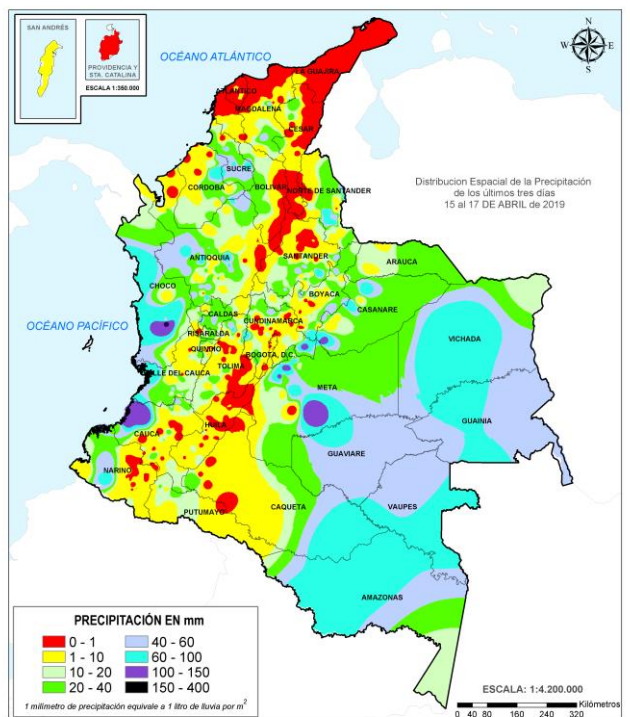 SAN ANDRÉS
PROVIDENCIA Y
STA. CATALINA
ESCALA 1:350.000
OCÉANO ATLÁNTICO
N
W
E
S
LA GUAJIRA
ATLANTICO
MAGDALENA
CESAR
SUCRE
CORDOBA
BOLIVAR
NORTE DE SANTANDER
Distribucion Espacial de la Precipitación
de los últimos tres días
15 al 17 DE ABRIL de 2019
ANTIOQUIA
SANTANDER
ARAUCA
CHOCO
BOYACA
CASANARE
OCÉANO PACÍFICO
CALDAS
CUNDINAMARCA
RISARALDA
VICHADA
QUINDIO
BOGOTA, D.C.
TOLIMA
VALLE DEL CAUCA
META
GUAINIA
CAUCA
HUILA
GUAVIARE
NARIÑO
CAQUETA
VAUPES
PUTUMAYO
AMAZONAS
PRECIPITACIÓN EN mm
0 - 1
40 - 60
1 - 10
60 - 100
10 - 20
100 - 150
20 - 40
150 - 400
1 milimetro de precipitación equivale a 1 litro de lluvia por m2
ESCALA: 1:4.200.000
Kilómetros
0 40 80 160 240 320